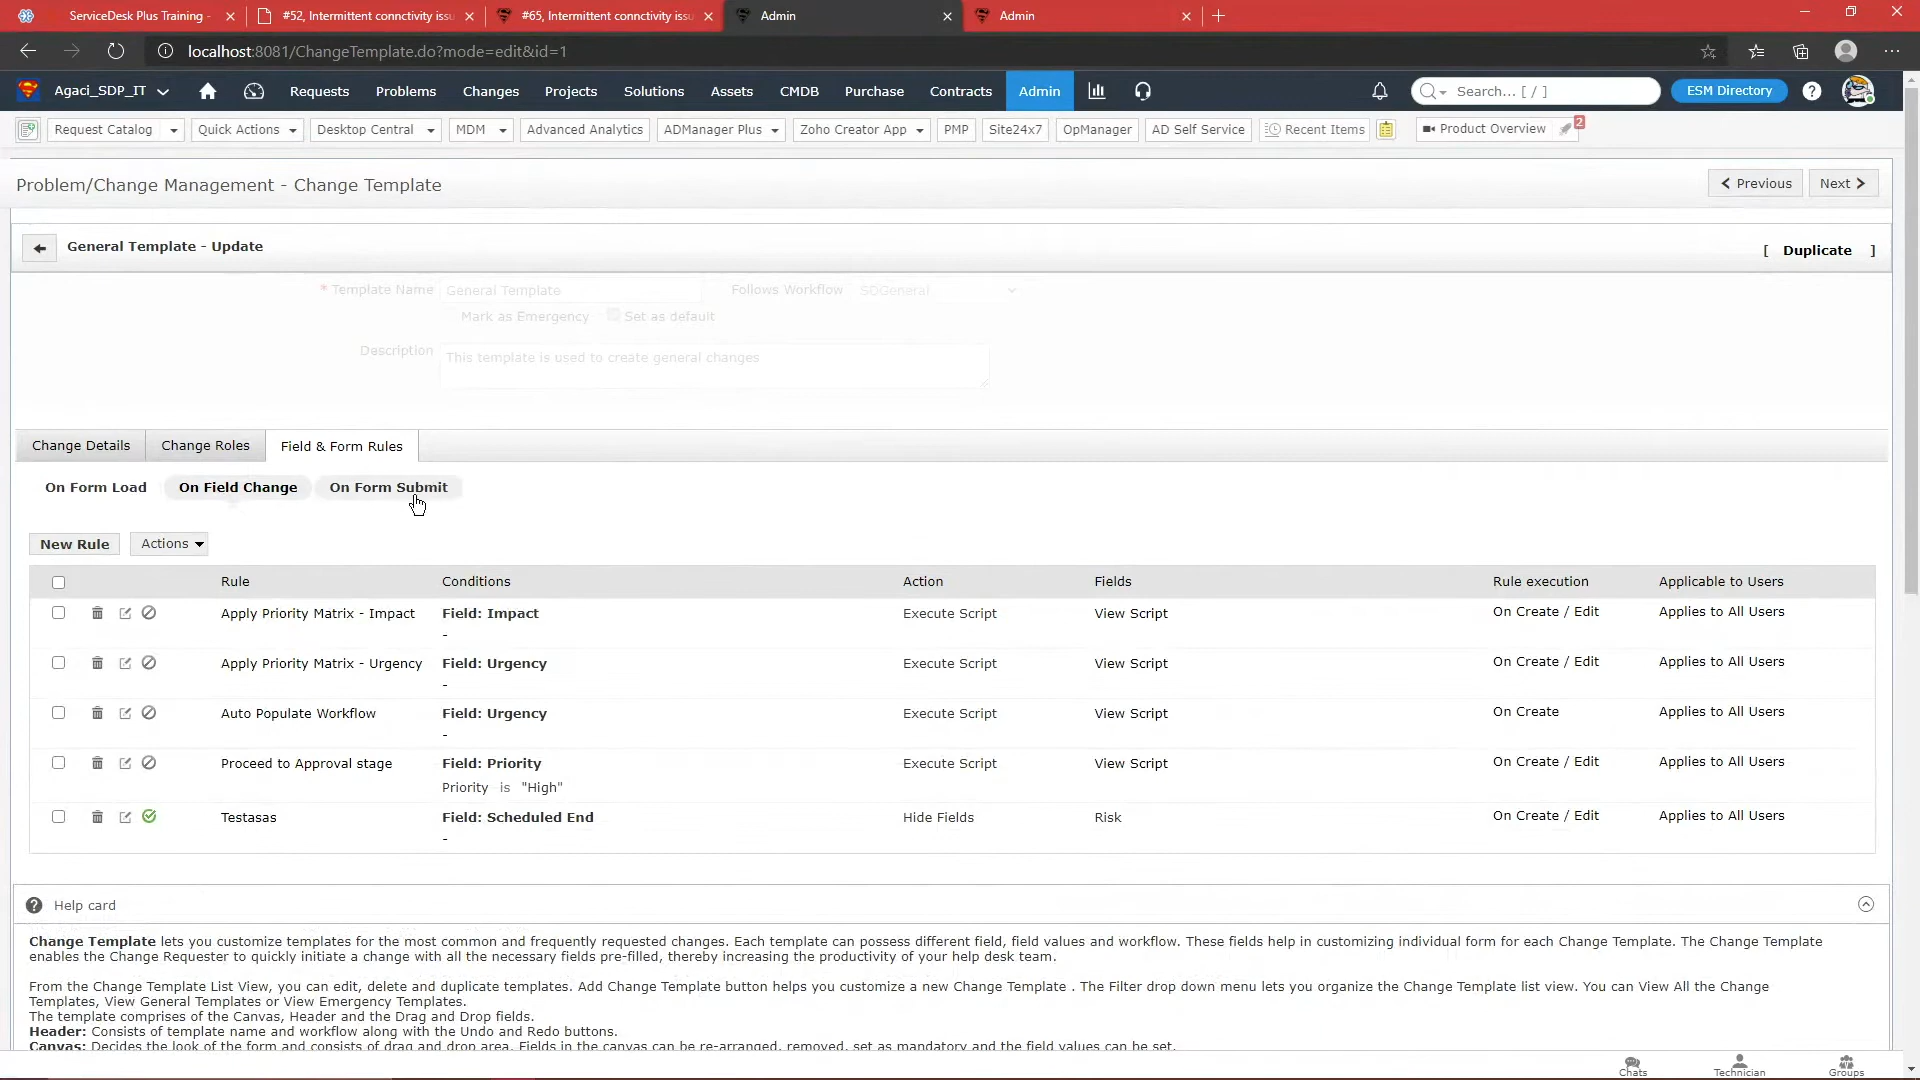 ServiceDesk Plus Training -
#52, Intermittent connctivity issu
#65, Intermittent connctivity issu
Admin
Admin
localhost:8081/ChangeTemplate.do?mode=edit&id=1
Agaci_SDP_IT Requests Problems Changes Projects Solutions Assets CMDB Purchase Contracts Admin Search... [ / ] ESM Directory
Request Catalog Quick Actions Desktop Central MDM Advanced Analytics ADManager Plus Zoho Creator App PMP Site24x7 OpManager AD Self Service Recent Items Product Overview 2
Problem/Change Management - Change Template Previous Next
General Template - Update [ Duplicate ]
* Template Name General Template Follows Workflow SDGeneral
Mark as Emergency Set as default
Description This template is used to create general changes
Change Details Change Roles Field & Form Rules
On Form Load On Field Change On Form Submit
New Rule Actions
Rule Conditions Action Fields Rule execution Applicable to Users
Apply Priority Matrix - Impact Field: Impact Execute Script View Script On Create / Edit Applies to All Users
-
Apply Priority Matrix - Urgency Field: Urgency Execute Script View Script On Create / Edit Applies to All Users
-
Auto Populate Workflow Field: Urgency Execute Script View Script On Create Applies to All Users
-
Proceed to Approval stage Field: Priority Execute Script View Script On Create / Edit Applies to All Users
Priority is "High"
Testasas Field: Scheduled End Hide Fields Risk On Create / Edit Applies to All Users
-
Help card
Change Template lets you customize templates for the most common and frequently requested changes. Each template can possess different field, field values and workflow. These fields help in customizing individual form for each Change Template. The Change Template
enables the Change Requester to quickly initiate a change with all the necessary fields pre-filled, thereby increasing the productivity of your help desk team.
From the Change Template List View, you can edit, delete and duplicate templates. Add Change Template button helps you customize a new Change Template . The Filter drop down menu lets you organize the Change Template list view. You can View All the Change
Templates, View General Templates or View Emergency Templates.
The template comprises of the Canvas, Header and the Drag and Drop fields.
Header: Consists of template name and workflow along with the Undo and Redo buttons.
Canvas: Decides the look of the form and consists of drag and drop area. Fields in the canvas can be re-arranged, removed, set as mandatory and the field values can be set.
Chats Technician Groups